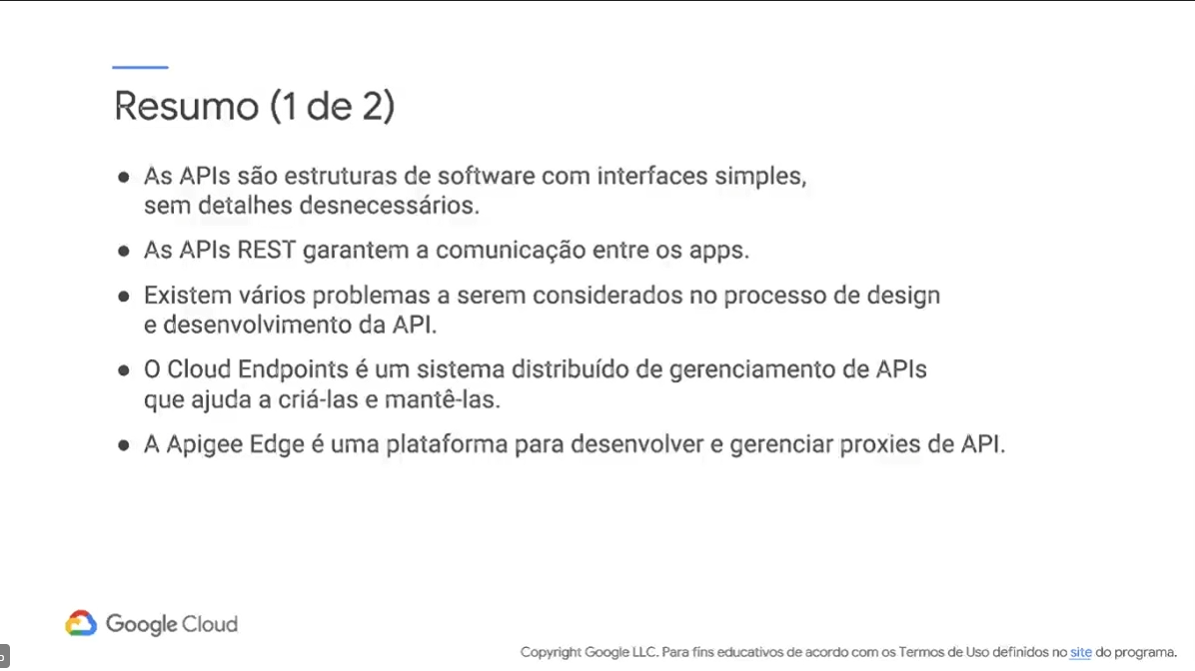 Resumo (1 de 2)
● As APIs são estruturas de software com interfaces simples,
sem detalhes desnecessários.
● As APIs REST garantem a comunicação entre os apps.
● Existem vários problemas a serem considerados no processo de design
e desenvolvimento da API.
● O Cloud Endpoints é um sistema distribuído de gerenciamento de APIs
que ajuda a criá-las e mantê-las.
● A Apigee Edge é uma plataforma para desenvolver e gerenciar proxies de API.
Google Cloud
Copyright Google LLC. Para fins educativos de acordo com os Termos de Uso definidos no site do programa.